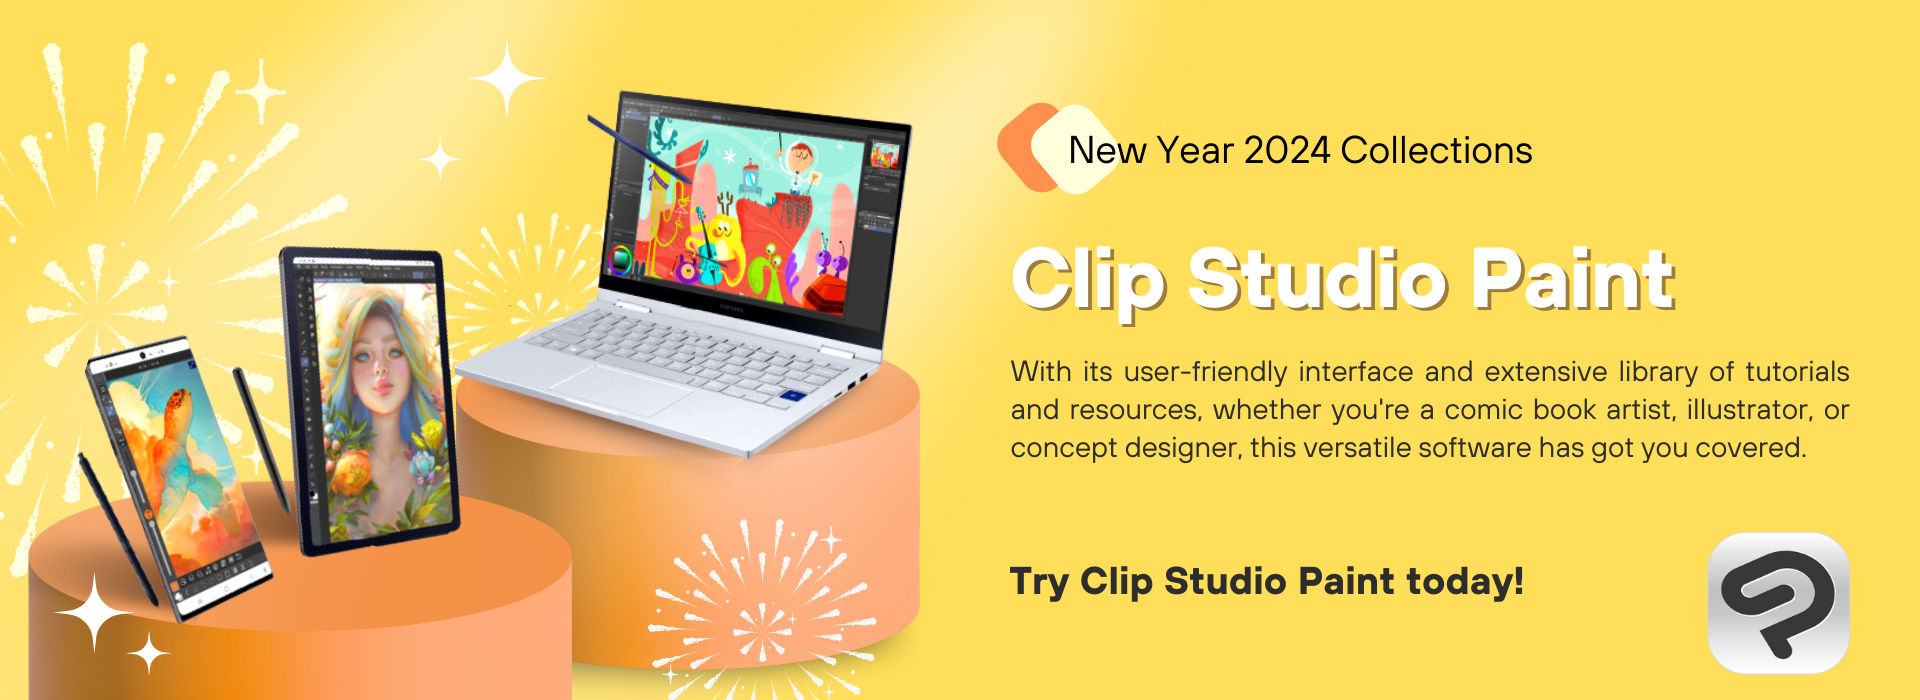 New Year 2024 Collections
Clip Studio Paint
With its user-friendly interface and extensive library of tutorials
and resources, whether you're a comic book artist, illustrator, or
concept designer, this versatile software has got you covered.
Try Clip Studio Paint today!
SAMSUNG